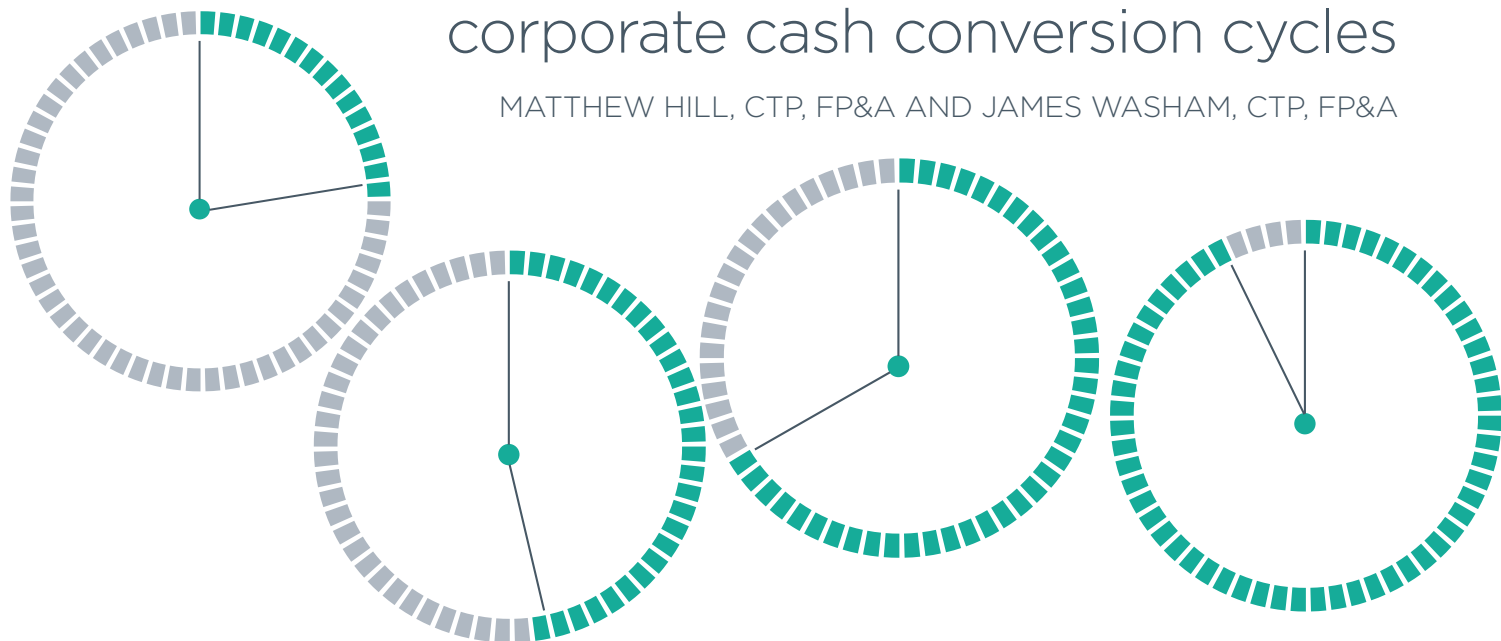 corporate cash conversion cycles
MATTHEW HILL, CTP, FP&A AND JAMES WASHAM, CTP, FP&A